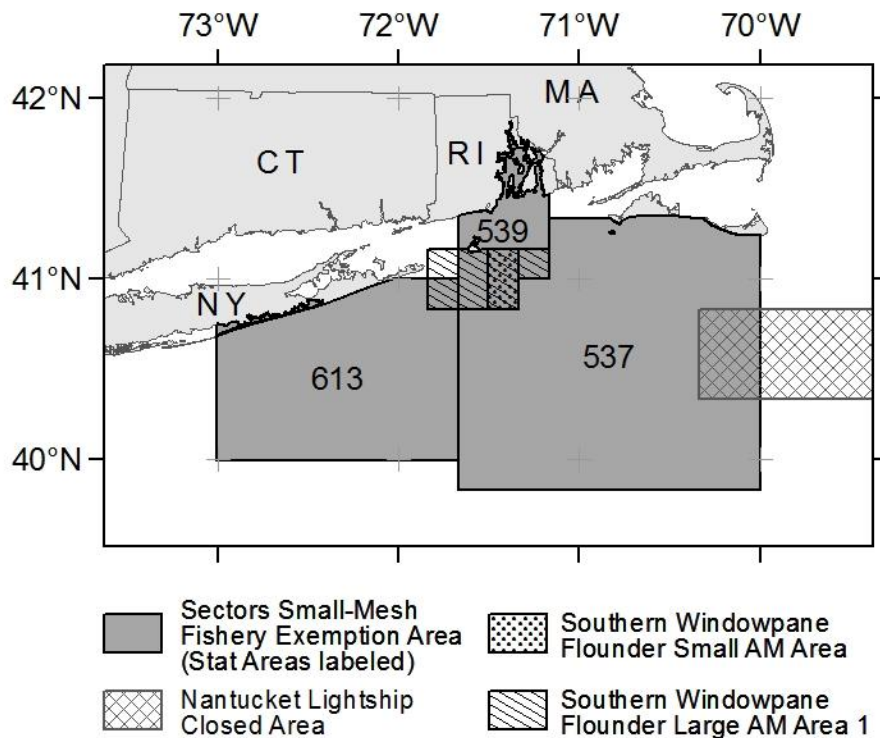 73°W 72°W 71°W 70°W
42°N
MA
CT
RI
539
41°N
NY
613
537
40°N
Sectors Small-Mesh
Fishery Exemption Area
(Stat Areas labeled)
Nantucket Lightship
Closed Area
Southern Windowpane
Flounder Small AM Area
Southern Windowpane
Flounder Large AM Area 1